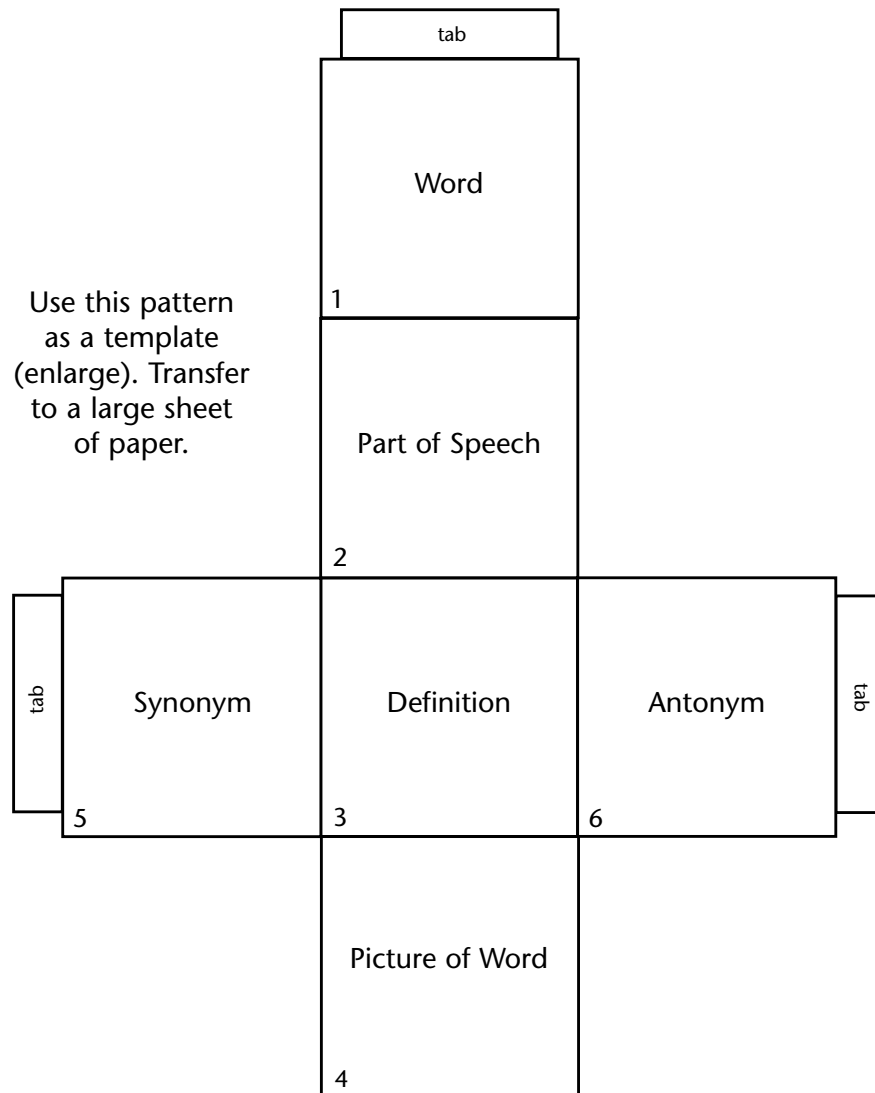 tab
Word
1
Use this pattern
as a template
(enlarge). Transfer
to a large sheet
of paper.
Part of Speech
2
tab
Synonym
5
Definition
3
Antonym
6
tab
Picture of Word
4